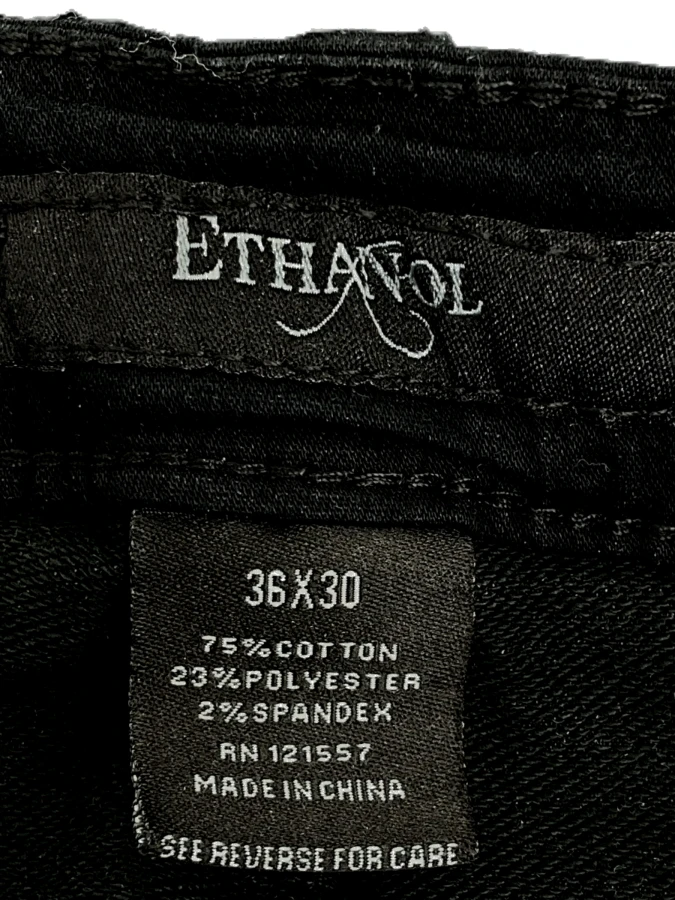 ETHANOL
36X30
75%COTTON
23%POLYESTER
2%SPANDEX
RN 121557
MADE IN CHINA
SEE REVERSE FOR CARE